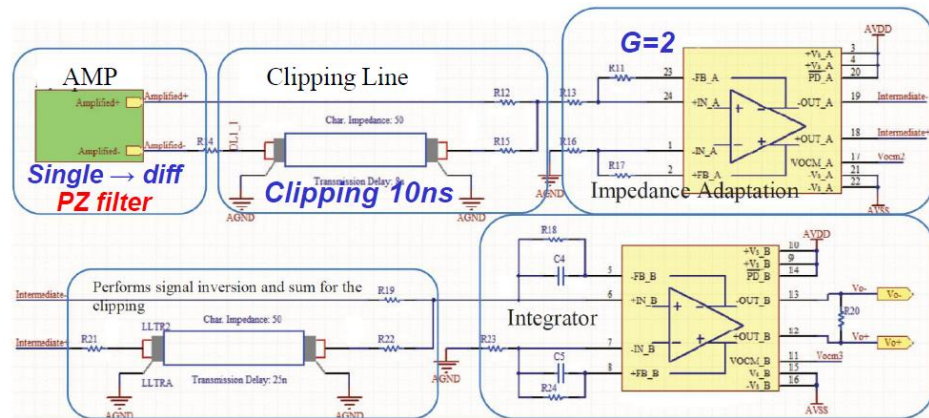 AMP
Amplified+
Amplified+
Amplified-
Amplified-
Single → diff
PZ filter
Clipping Line
R14
DL1_1
Char. Impedance: 50
Clipping 10ns
AGND
AGND
R12
R15
G=2
R13
R11
R16
R17
AGND
23
24
1
2
-FB_A
+IN_A
-IN_A
+FB_A
+Vs_A
+Vs_A
PD_A
-OUT_A
+OUT_A
VOCM_A
-Vs_A
-Vs_A
3
4
20
19
18
17
21
22
AVDD
Intermediate-
Intermediate+
Vocm2
AVSS
Impedance Adaptation
Intermediate-
Intermediate+
Performs signal inversion and sum for the
clipping
R19
R21
LLTR2
LLTRA
Char. Impedance: 50
Transmission Delay: 25n
R22
AGND
AGND
R18
C4
Integrator
R23
C5
R24
AGND
5
6
7
8
-FB_B
+IN_B
-IN_B
+FB_B
+Vs_B
+Vs_B
PD_B
-OUT_B
+OUT_B
VOCM_B
-Vs_B
10
9
14
13
12
11
15
16
AVDD
Vo-
Vo-
R20
Vo+
Vo+
Vocm3
AVSS